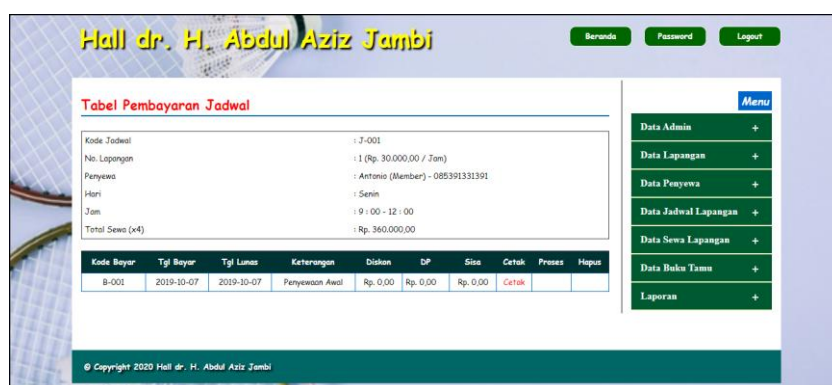 Hall dr. H. Abdul Aziz Jambi
Beranda Password Logout
Tabel Pembayaran Jadwal
Kode Jadwal : J-001
No. Lapangan : 1 (Rp. 30.000,00 / Jam)
Penyewa : Antonio (Member) - 085391331391
Hari : Senin
Jam : 9 : 00 - 12 : 00
Total Sewa (x4) : Rp. 360.000,00
Kode Bayar Tgl Bayar Tgl Lunas Keterangan Diskon DP Sisa Cetak Proses Hapus
B-001 2019-10-07 2019-10-07 Penyewaan Awal Rp. 0,00 Rp. 0,00 Rp. 0,00 Cetak
Menu
Data Admin +
Data Lapangan +
Data Penyewa +
Data Jadwal Lapangan +
Data Sewa Lapangan +
Data Buku Tamu +
Laporan +
@ Copyright 2020 Hall dr. H. Abdul Aziz Jambi